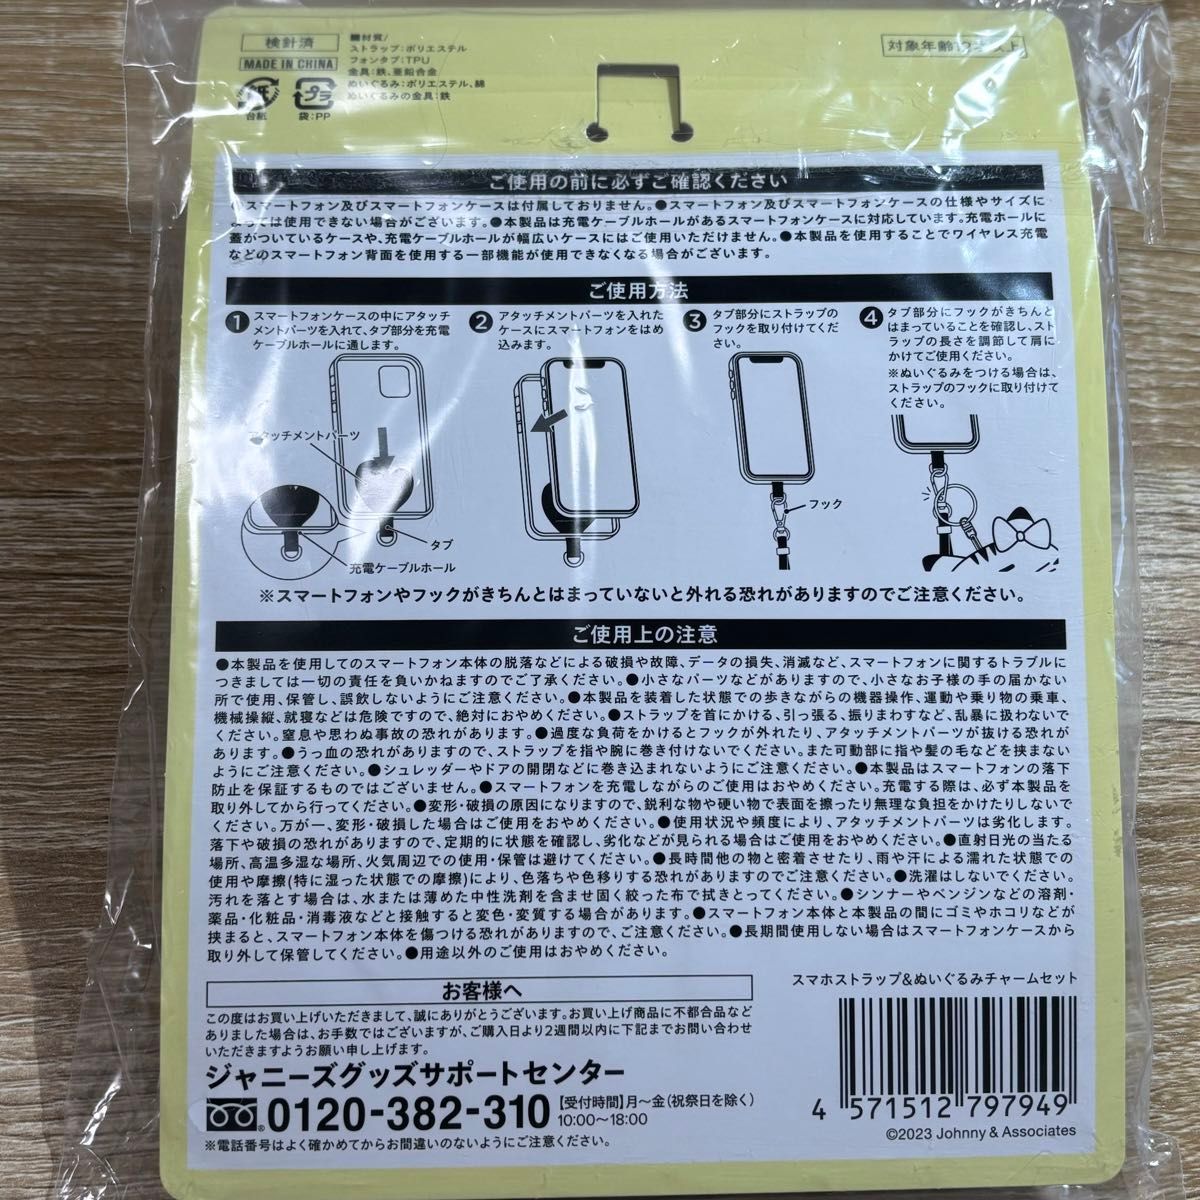 検針済
MADE IN CHINA
台紙
プラ
袋:PP
■材質/
ストラップ:ポリエステル
フォンタブ:TPU
金具:鉄、亜鉛合金
ぬいぐるみ:ポリエステル、綿
ぬいぐるみの金具:鉄
対象年齢
以上
ご使用の前に必ずご確認ください
●スマートフォン及びスマートフォンケースは付属しておりません。●スマートフォン及びスマートフォンケースの仕様やサイズに
よっては使用できない場合がございます。●本製品は充電ケーブルホールがあるスマートフォンケースに対応しています。充電ホールに
蓋がついているケースや、充電ケーブルホールが幅広いケースにはご使用いただけません。●本製品を使用することでワイヤレス充電
などのスマートフォン背面を使用する一部機能が使用できなくなる場合がございます。
ご使用方法
1 スマートフォンケースの中にアタッチ
メントパーツを入れて、タブ部分を充電
ケーブルホールに通します。
アタッチメントパーツ
タブ
充電ケーブルホール
2 アタッチメントパーツを入れた
ケースにスマートフォンをはめ
込みます。
3 タブ部分にストラップの
フックを取り付けてくだ
さい。
フック
4 タブ部分にフックがきちんと
はまっていることを確認し、スト
ラップの長さを調節して肩に
かけてご使用ください。
※ぬいぐるみをつける場合は、
ストラップのフックに取り付けて
ください。
※スマートフォンやフックがきちんとはまっていないと外れる恐れがありますのでご注意ください。
ご使用上の注意
●本製品を使用してのスマートフォン本体の脱落などによる破損や故障、データの損失、消滅など、スマートフォンに関するトラブルに
つきましては一切の責任を負いかねますのでご了承ください。●小さなパーツなどがありますので、小さなお子様の手の届かない
所で使用、保管し、誤飲しないようにご注意ください。●本製品を装着した状態での歩きながらの機器操作、運動や乗り物の乗車、
機械操縦、就寝などは危険ですので、絶対におやめください。●ストラップを首にかける、引っ張る、振りまわすなど、乱暴に扱わないで
ください。窒息や思わぬ事故の恐れがあります。●過度な負荷をかけるとフックが外れたり、アタッチメントパーツが抜ける恐れが
あります。●うっ血の恐れがありますので、ストラップを指や腕に巻き付けないでください。また可動部に指や髪の毛などを挟まない
ようにご注意ください。●シュレッダーやドアの開閉などに巻き込まれないようにご注意ください。●本製品はスマートフォンの落下
防止を保証するものではございません。●スマートフォンを充電しながらのご使用はおやめください。充電する際は、必ず本製品を
取り外してから行ってください。●変形・破損の原因になりますので、鋭利な物や硬い物で表面を擦ったり無理な負担をかけたりしないで
ください。万が一、変形・破損した場合はご使用をおやめください。●使用状況や頻度により、アタッチメントパーツは劣化します。
落下や破損の恐れがありますので、定期的に状態を確認し、劣化などが見られる場合はご使用をおやめください。●直射日光の当たる
場所、高温多湿な場所、火気周辺での使用・保管は避けてください。●長時間他の物と密着させたり、雨や汗による濡れた状態での
使用や摩擦(特に湿った状態での摩擦)により、色落ちや色移りする恐れがありますのでご注意ください。●洗濯はしないでください。
汚れを落とす場合は、水または薄めた中性洗剤を含ませ固く絞った布で拭きとってください。●シンナーやベンジンなどの溶剤・
薬品・化粧品・消毒液などと接触すると変色・変質する場合があります。●スマートフォン本体と本製品の間にゴミやホコリなどが
挟まると、スマートフォン本体を傷つける恐れがありますので、ご注意ください。●長期間使用しない場合はスマートフォンケースから
取り外して保管してください。●用途以外のご使用はおやめください。
お客様へ
この度はお買い上げいただきまして、誠にありがとうございます。お買い上げ商品に不都合品などが
ありました場合は、お手数ではございますが、ご購入日より2週間以内に下記までお問い合わせ
いただきますようお願い申し上げます。
ジャニーズグッズサポートセンター
0120-382-310
【受付時間】月〜金(祝祭日を除く)
10:00〜18:00
※電話番号はよく確かめてからお間違いのないようにご注意ください。
スマホストラップ&ぬいぐるみチャームセット
4 571512 797949
©2023 Johnny & Associates